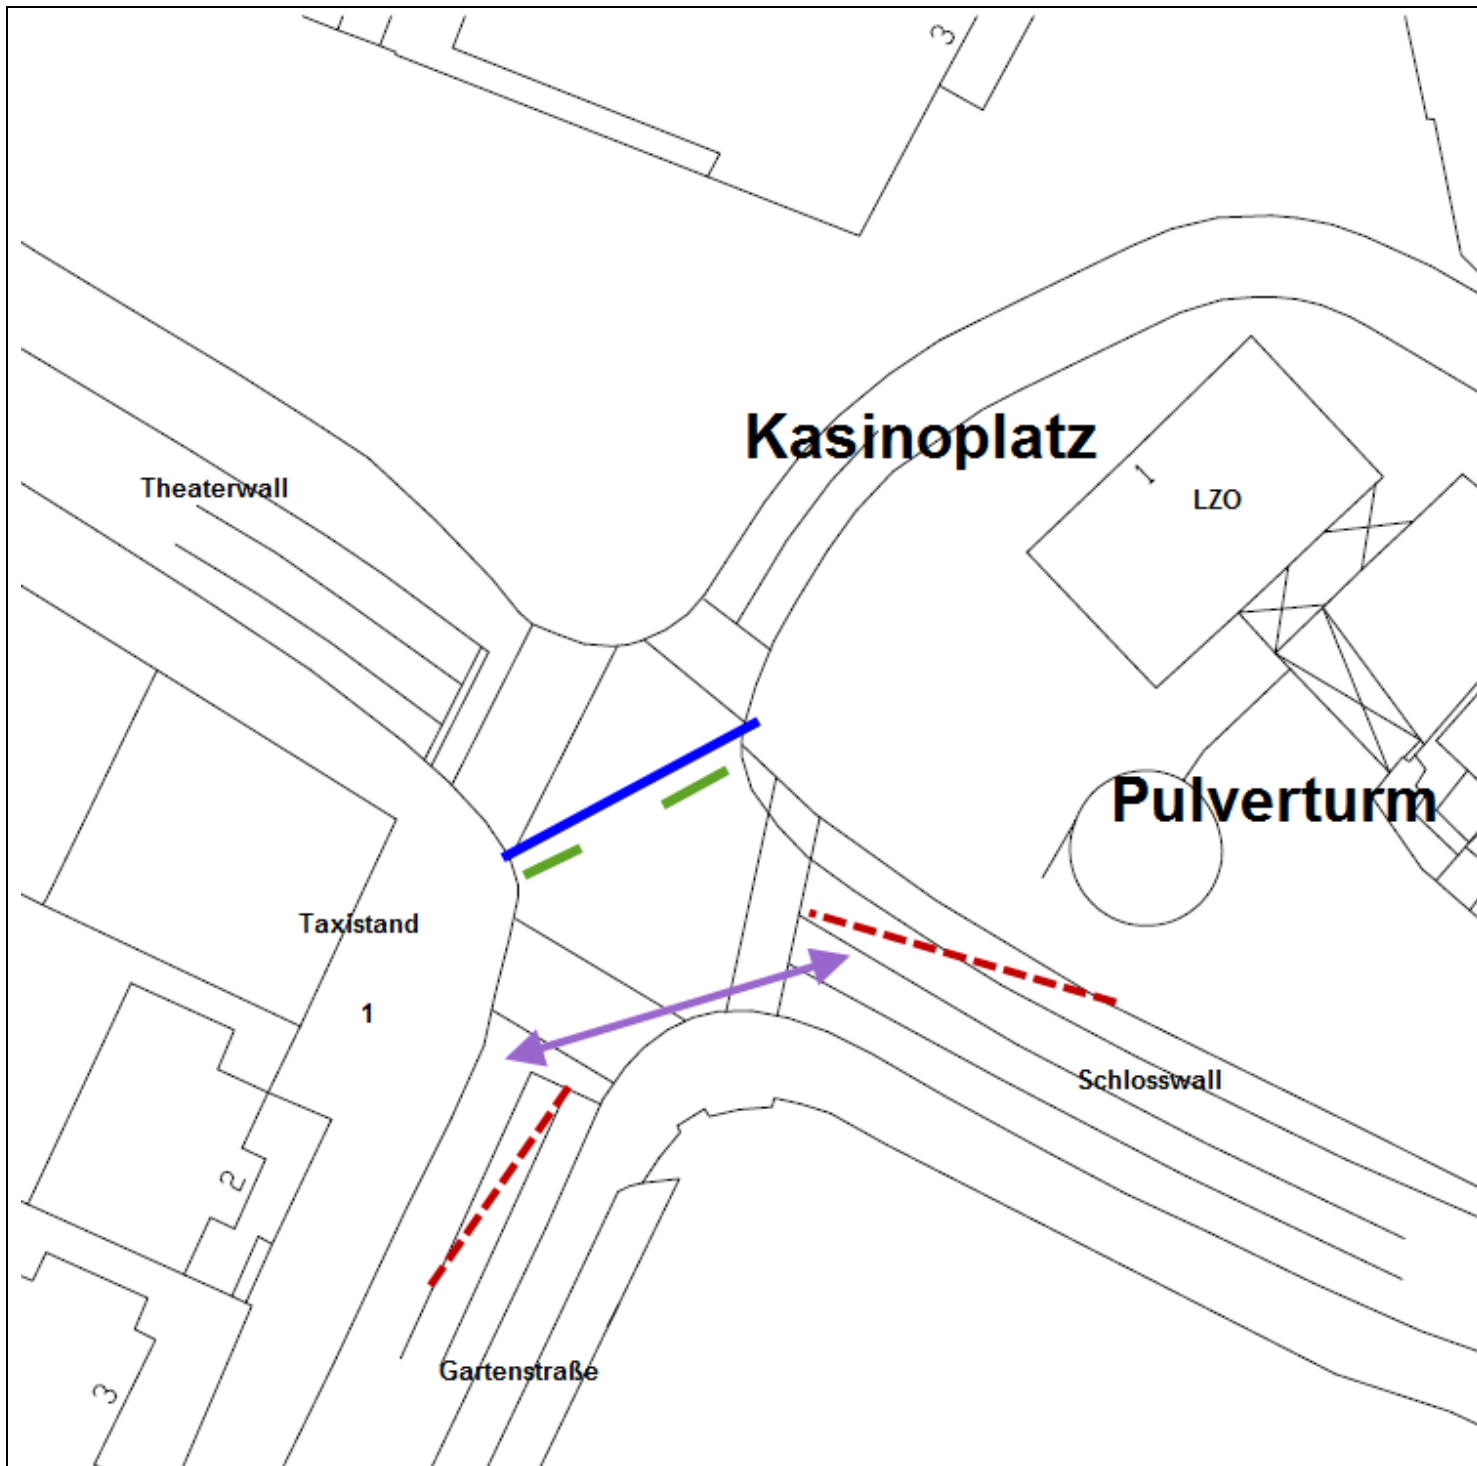 3
Kasinoplatz
Theaterwall
1
LZO
Pulverturm
Taxistand
1
Schlosswall
2
Gartenstraße
3